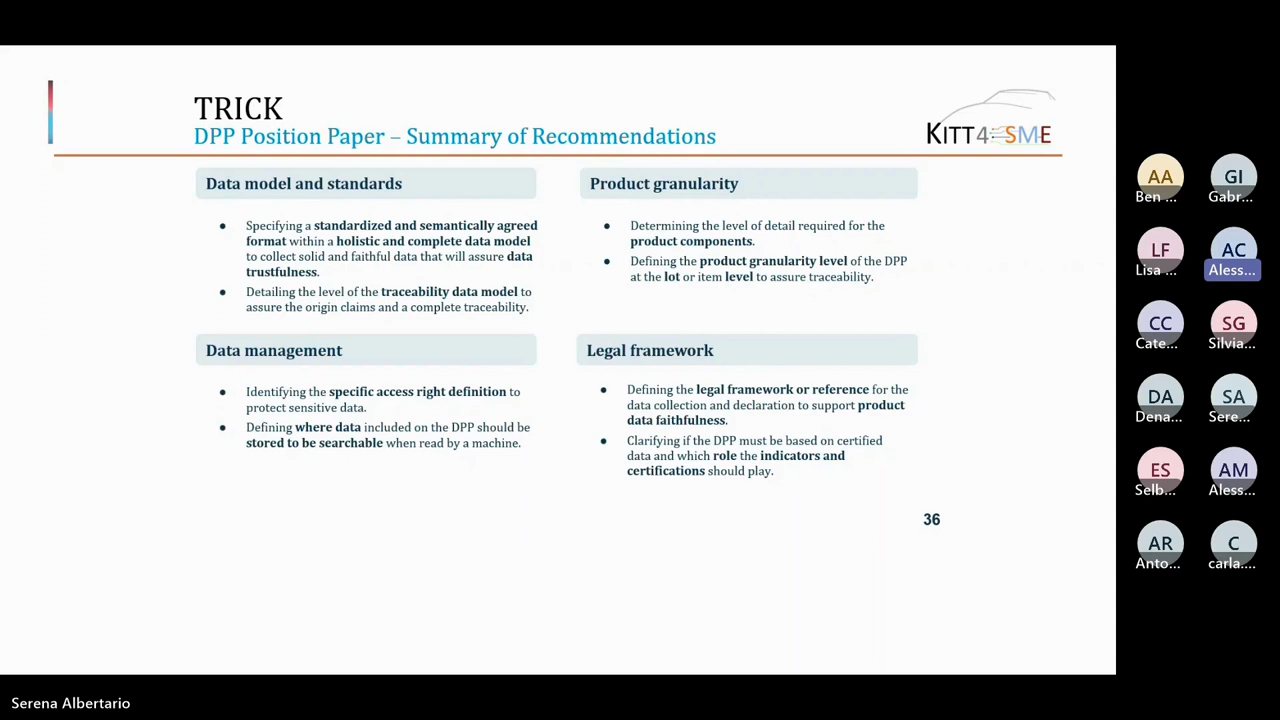 TRICK
DPP Position Paper – Summary of Recommendations
KITT4SME
Data model and standards
● Specifying a standardized and semantically agreed
format within a holistic and complete data model
to collect solid and faithful data that will assure data
trustfulness.
● Detailing the level of the traceability data model to
assure the origin claims and a complete traceability.
Product granularity
● Determining the level of detail required for the
product components.
● Defining the product granularity level of the DPP
at the lot or item level to assure traceability.
Data management
● Identifying the specific access right definition to
protect sensitive data.
● Defining where data included on the DPP should be
stored to be searchable when read by a machine.
Legal framework
● Defining the legal framework or reference for the
data collection and declaration to support product
data faithfulness.
● Clarifying if the DPP must be based on certified
data and which role the indicators and
certifications should play.
36
AA
Ben ...
GI
Gabr...
LF
Lisa ...
AC
Aless...
CC
Cate...
SG
Silvia...
DA
Dena...
SA
Sere...
ES
Selb...
AM
Aless...
AR
Anto...
C
carla....
Serena Albertario